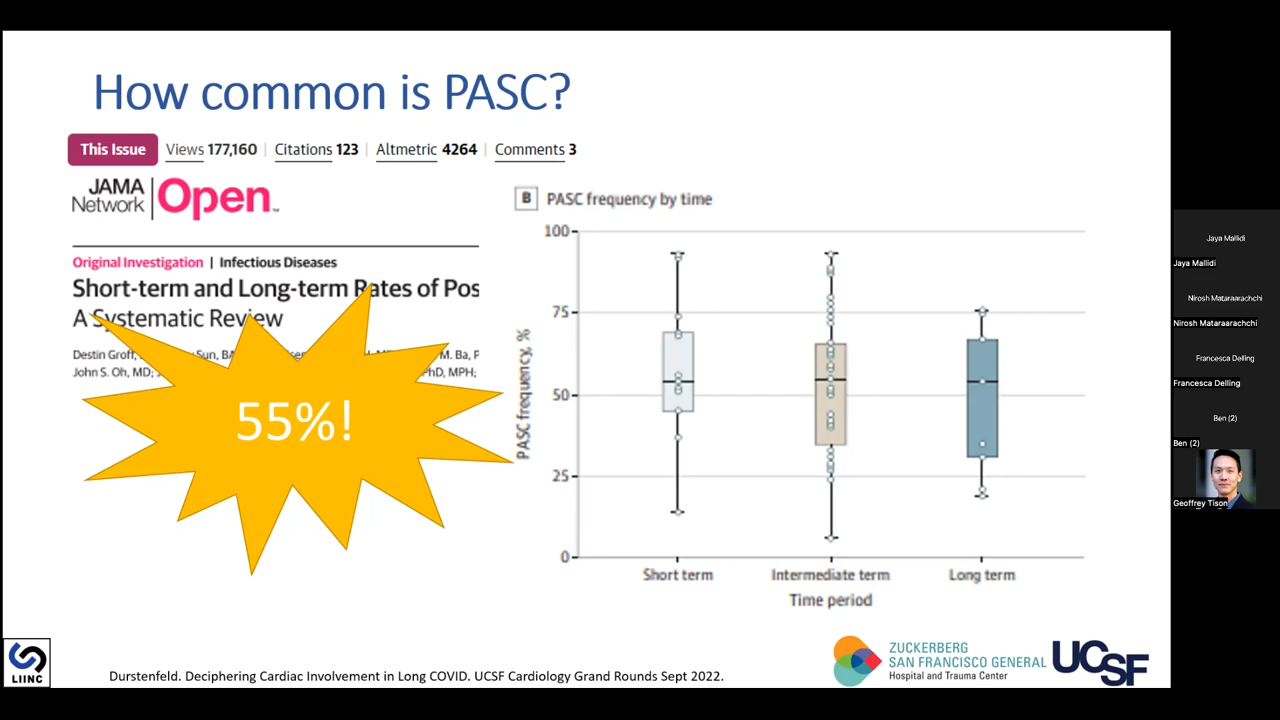 How common is PASC?
This Issue Views 177,160 | Citations 123 | Altmetric 4264 | Comments 3
JAMA
Network
Open
Original Investigation | Infectious Diseases
Short-term and Long-term Rates of Pos
A Systematic Review
Destin Groff, Sun, BA M. Ba, P
John S. Oh, MD; PhD, MPH;
55%!
B PASC frequency by time
PASC frequency, %
100
75
50
25
0
Short term Intermediate term Long term
Time period
LIINC
Durstenfeld. Deciphering Cardiac Involvement in Long COVID. UCSF Cardiology Grand Rounds Sept 2022.
ZUCKERBERG
SAN FRANCISCO GENERAL
Hospital and Trauma Center
UCSF
Jaya Mallidi
Jaya Mallidi
Nirosh Mataraarachchi
Nirosh Mataraarachchi
Francesca Delling
Francesca Delling
Ben (2)
Ben (2)
Geoffrey Tison